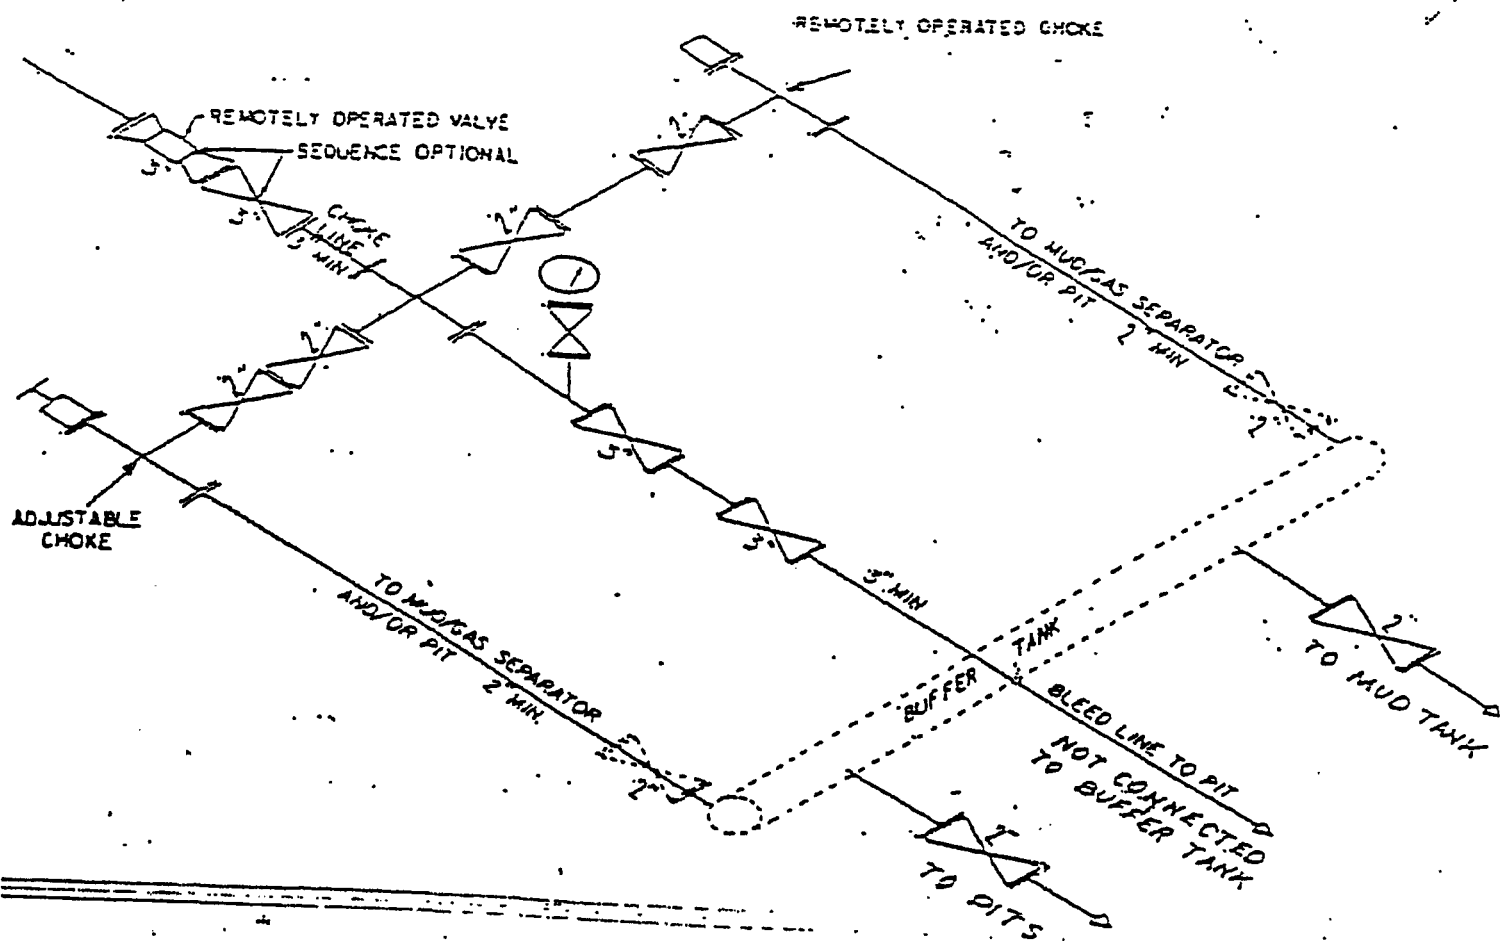 REMOTELY OPERATED CHOKE
REMOTELY OPERATED VALVE
SEQUENCE OPTIONAL
3"
3"
CHOKE
LINE
3"
MIN
2"
2"
2"
2"
TO MUD/GAS SEPARATOR
AND/OR PIT
2" MIN
2"
ADJUSTABLE
CHOKE
3"
3"
3" MIN
TO MUD/GAS SEPARATOR
AND/OR PIT
2" MIN.
2"
BUFFER TANK
BLEED LINE TO PIT
NOT CONNECTED
TO BUFFER TANK
2"
TO MUD TANK
2"
TO PITS